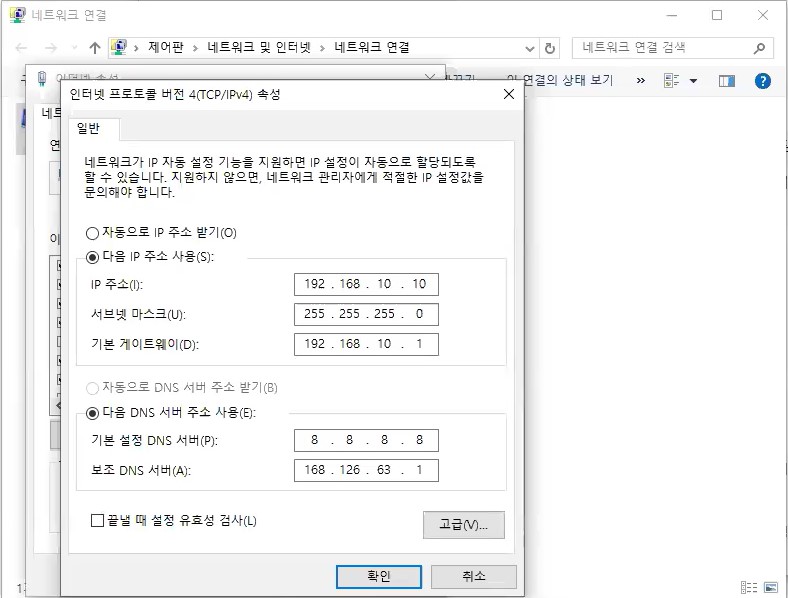 네트워크 연결
제어판 › 네트워크 및 인터넷 › 네트워크 연결
네트워크 연결 검색
연결의 상태 보기 »
인터넷 프로토콜 버전 4(TCP/IPv4) 속성
일반
네트워크가 IP 자동 설정 기능을 지원하면 IP 설정이 자동으로 할당되도록
할 수 있습니다. 지원하지 않으면, 네트워크 관리자에게 적절한 IP 설정값을
문의해야 합니다.
자동으로 IP 주소 받기(O)
다음 IP 주소 사용(S):
IP 주소(I): 192 . 168 . 10 . 10
서브넷 마스크(U): 255 . 255 . 255 . 0
기본 게이트웨이(D): 192 . 168 . 10 . 1
자동으로 DNS 서버 주소 받기(B)
다음 DNS 서버 주소 사용(E):
기본 설정 DNS 서버(P): 8 . 8 . 8 . 8
보조 DNS 서버(A): 168 . 126 . 63 . 1
끝낼 때 설정 유효성 검사(L)
고급(V)...
확인 취소